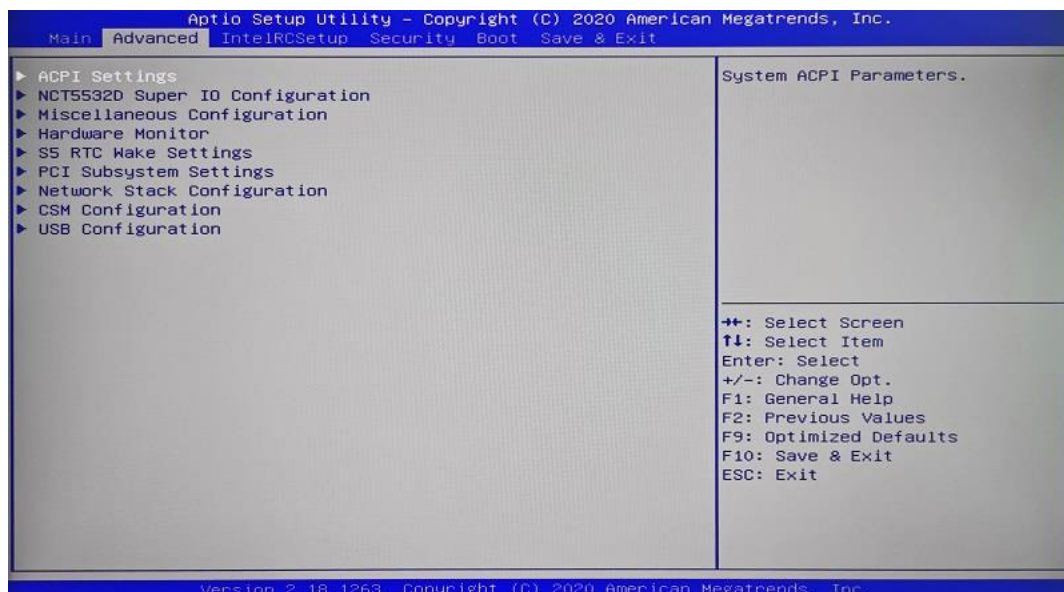 Aptio Setup Utility – Copyright (C) 2020 American Megatrends, Inc.
Main Advanced IntelRCSetup Security Boot Save & Exit
▶ ACPI Settings
▶ NCT5532D Super IO Configuration
▶ Miscellaneous Configuration
▶ Hardware Monitor
▶ S5 RTC Wake Settings
▶ PCI Subsystem Settings
▶ Network Stack Configuration
▶ CSM Configuration
▶ USB Configuration
System ACPI Parameters.
→←: Select Screen
↑↓: Select Item
Enter: Select
+/-: Change Opt.
F1: General Help
F2: Previous Values
F9: Optimized Defaults
F10: Save & Exit
ESC: Exit
Version 2.18.1263. Copyright (C) 2020 American Megatrends, Inc.